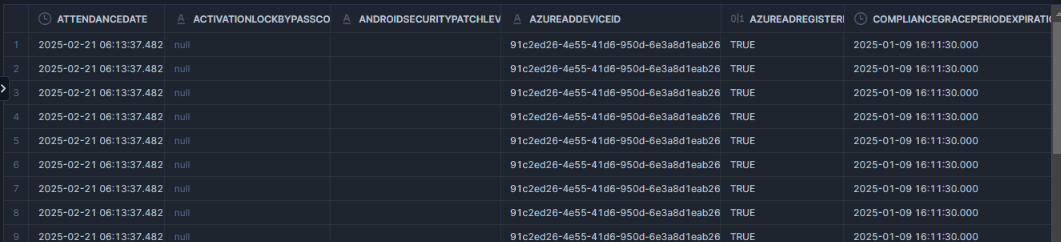 ATTENDANCEDATE ACTIVATIONLOCKBYPASSCO ANDROIDSECURITYPATCHLEV AZUREADDEVICEID AZUREADREGISTERE COMPLIANCEGRACEPERIODEXPIRATIO
1 2025-02-21 06:13:37.482 null 91c2ed26-4e55-41d6-950d-6e3a8d1eab26 TRUE 2025-01-09 16:11:30.000
2 2025-02-21 06:13:37.482 null 91c2ed26-4e55-41d6-950d-6e3a8d1eab26 TRUE 2025-01-09 16:11:30.000
3 2025-02-21 06:13:37.482 null 91c2ed26-4e55-41d6-950d-6e3a8d1eab26 TRUE 2025-01-09 16:11:30.000
4 2025-02-21 06:13:37.482 null 91c2ed26-4e55-41d6-950d-6e3a8d1eab26 TRUE 2025-01-09 16:11:30.000
5 2025-02-21 06:13:37.482 null 91c2ed26-4e55-41d6-950d-6e3a8d1eab26 TRUE 2025-01-09 16:11:30.000
6 2025-02-21 06:13:37.482 null 91c2ed26-4e55-41d6-950d-6e3a8d1eab26 TRUE 2025-01-09 16:11:30.000
7 2025-02-21 06:13:37.482 null 91c2ed26-4e55-41d6-950d-6e3a8d1eab26 TRUE 2025-01-09 16:11:30.000
8 2025-02-21 06:13:37.482 null 91c2ed26-4e55-41d6-950d-6e3a8d1eab26 TRUE 2025-01-09 16:11:30.000
9 2025-02-21 06:13:37.482 null 91c2ed26-4e55-41d6-950d-6e3a8d1eab26 TRUE 2025-01-09 16:11:30.000